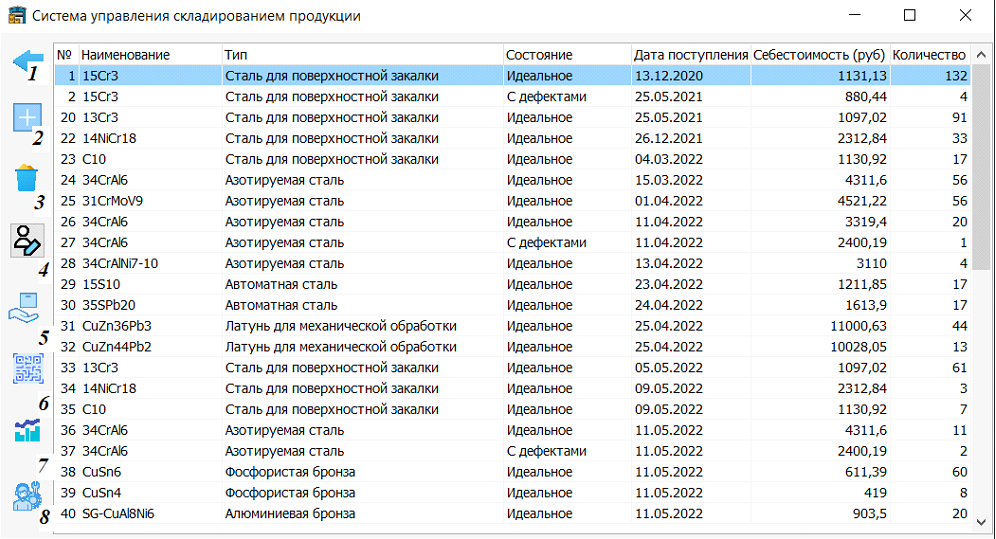 Система управления складированием продукции
№ Наименование Тип Состояние Дата поступления Себестоимость (руб) Количество
1 15Cr3 Сталь для поверхностной закалки Идеальное 13.12.2020 1131,13 132
2 15Cr3 Сталь для поверхностной закалки С дефектами 25.05.2021 880,44 4
20 13Cr3 Сталь для поверхностной закалки Идеальное 25.05.2021 1097,02 91
22 14NiCr18 Сталь для поверхностной закалки Идеальное 26.12.2021 2312,84 33
23 C10 Сталь для поверхностной закалки Идеальное 04.03.2022 1130,92 17
24 34CrAl6 Азотируемая сталь Идеальное 15.03.2022 4311,6 56
25 31CrMoV9 Азотируемая сталь Идеальное 01.04.2022 4521,22 56
26 34CrAl6 Азотируемая сталь Идеальное 11.04.2022 3319,4 20
27 34CrAl6 Азотируемая сталь С дефектами 11.04.2022 2400,19 1
28 34CrAlNi7-10 Азотируемая сталь Идеальное 13.04.2022 3110 4
29 15S10 Автоматная сталь Идеальное 23.04.2022 1211,85 17
30 35SPb20 Автоматная сталь Идеальное 24.04.2022 1613,9 17
31 CuZn36Pb3 Латунь для механической обработки Идеальное 25.04.2022 11000,63 44
32 CuZn44Pb2 Латунь для механической обработки Идеальное 25.04.2022 10028,05 13
33 13Cr3 Сталь для поверхностной закалки Идеальное 05.05.2022 1097,02 61
34 14NiCr18 Сталь для поверхностной закалки Идеальное 09.05.2022 2312,84 3
35 C10 Сталь для поверхностной закалки Идеальное 09.05.2022 1130,92 7
36 34CrAl6 Азотируемая сталь Идеальное 11.05.2022 4311,6 11
37 34CrAl6 Азотируемая сталь С дефектами 11.05.2022 2400,19 2
38 CuSn6 Фосфористая бронза Идеальное 11.05.2022 611,39 60
39 CuSn4 Фосфористая бронза Идеальное 11.05.2022 419 8
40 SG-CuAl8Ni6 Алюминиевая бронза Идеальное 11.05.2022 903,5 20
1
2
3
4
5
6
7
8